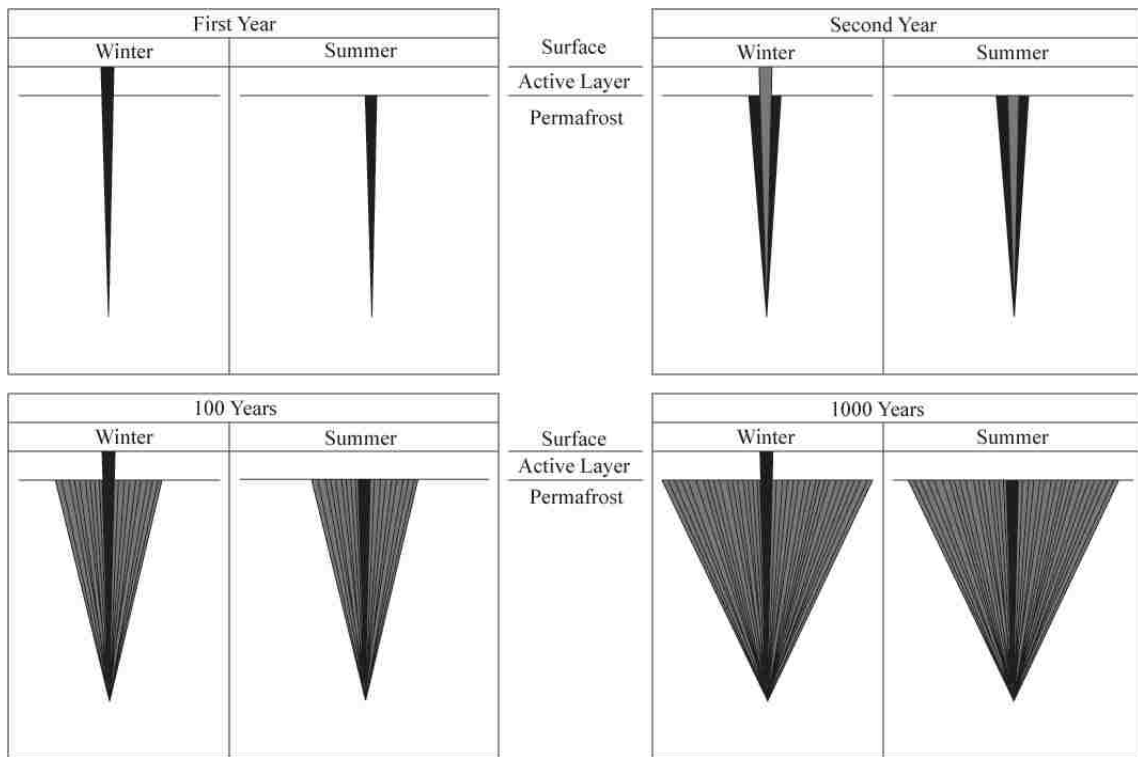 First Year
Winter Summer
Surface
Active Layer
Permafrost
Second Year
Winter Summer
100 Years
Winter Summer
Surface
Active Layer
Permafrost
1000 Years
Winter Summer